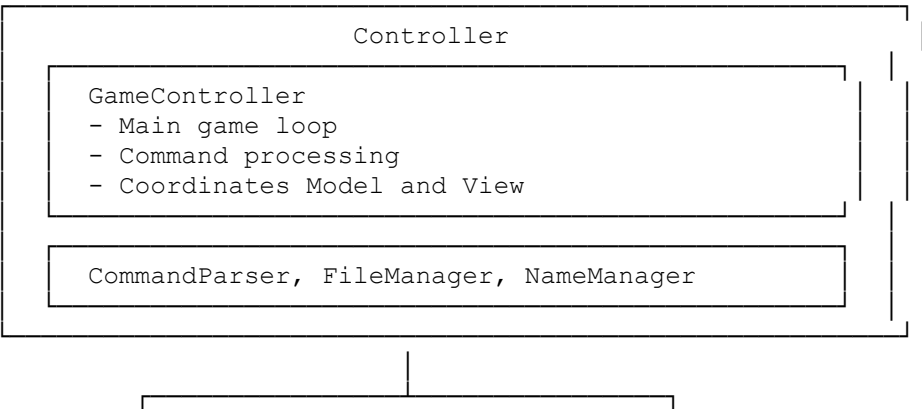 Controller
GameController
- Main game loop
- Command processing
- Coordinates Model and View
CommandParser, FileManager, NameManager